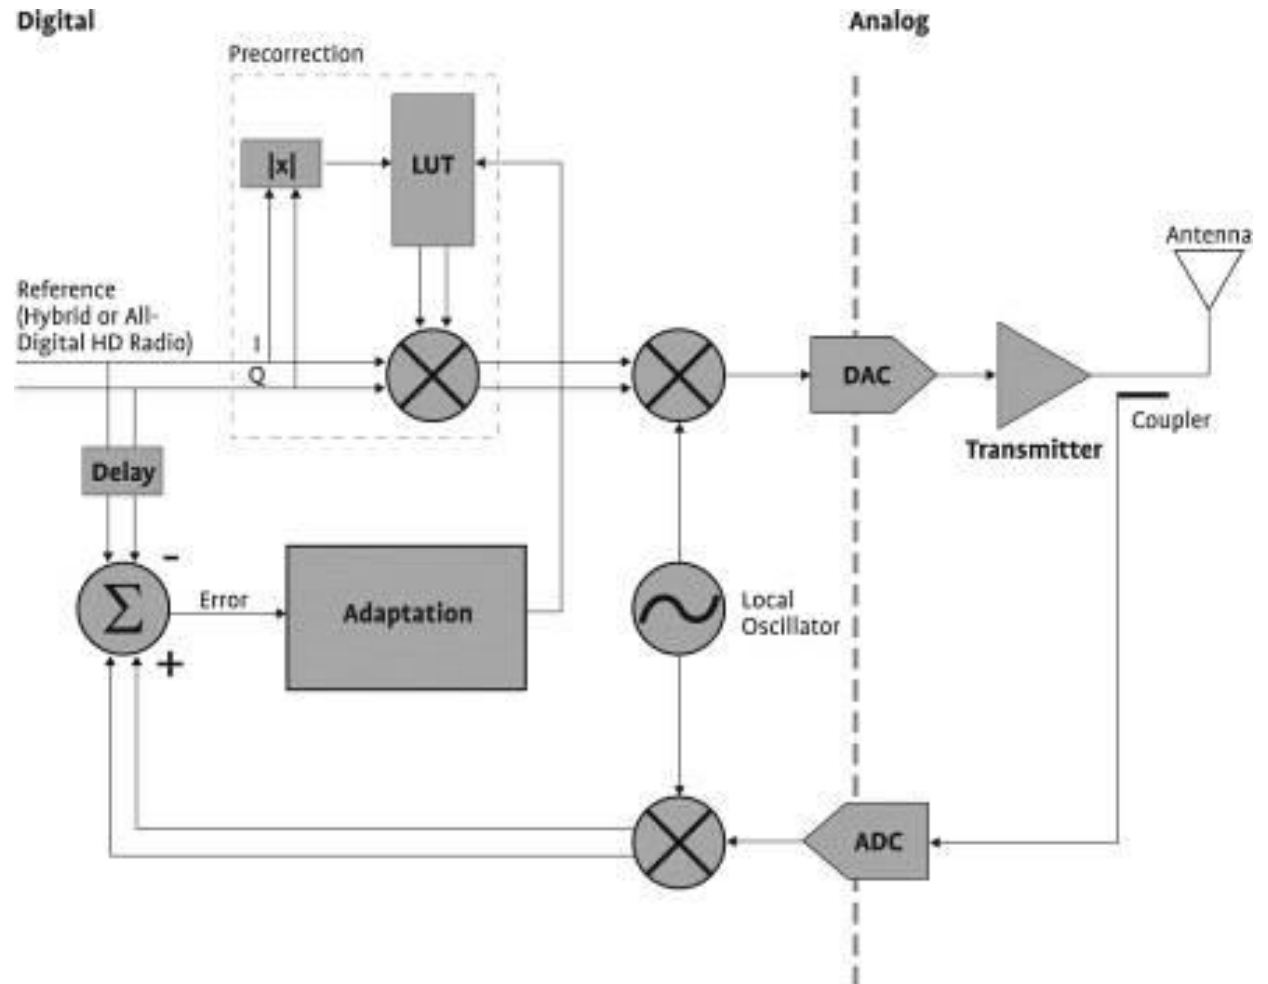 Digital
Analog
Precorrection
|x|
LUT
Antenna
Reference
(Hybrid or All-
Digital HD Radio)
I
Q
DAC
Coupler
Transmitter
Delay
-
Σ
Error
Adaptation
Local
Oscillator
+
ADC